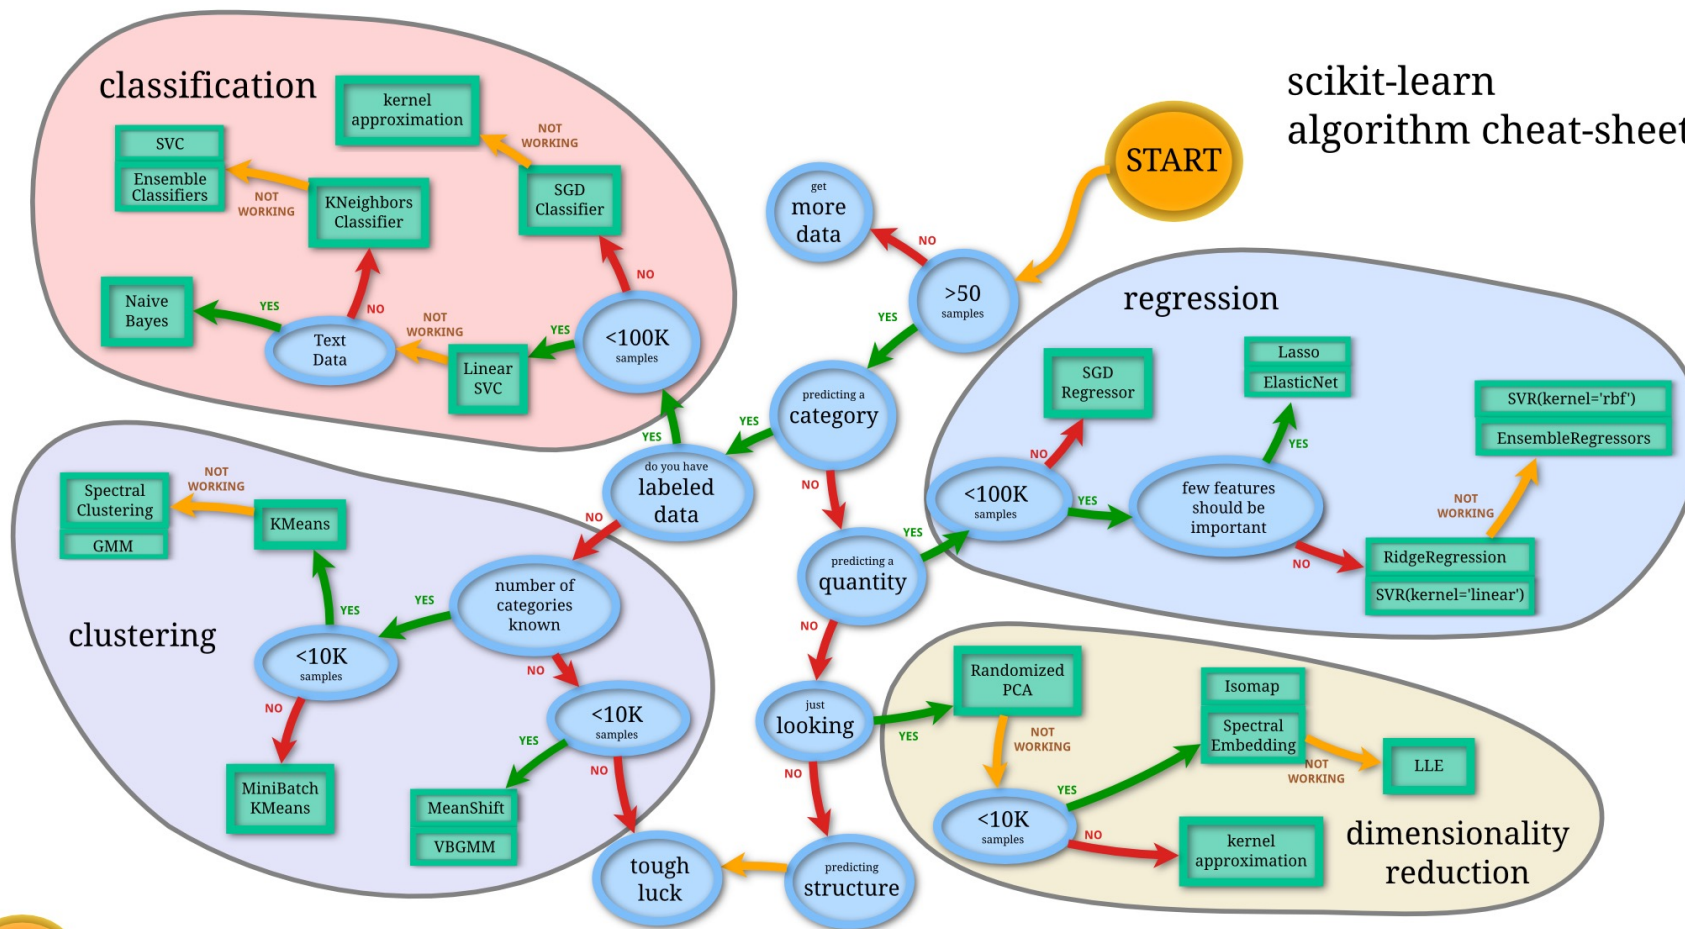 scikit-learn
algorithm cheat-sheet
START
classification
kernel
approximation
NOT
WORKING
SVC
Ensemble
Classifiers
NOT
WORKING
KNeighbors
Classifier
SGD
Classifier
NO
Naive
Bayes
YES
NO
Text
Data
NOT
WORKING
Linear
SVC
YES
<100K
samples
YES
get
more
data
NO
>50
samples
YES
predicting a
category
YES
NO
do you have
labeled
data
NO
predicting a
quantity
YES
NO
just
looking
YES
NO
predicting
structure
tough
luck
regression
SGD
Regressor
NO
<100K
samples
YES
Lasso
ElasticNet
YES
few features
should be
important
NO
SVR(kernel='rbf')
EnsembleRegressors
NOT
WORKING
RidgeRegression
SVR(kernel='linear')
clustering
Spectral
Clustering
GMM
NOT
WORKING
KMeans
YES
<10K
samples
YES
number of
categories
known
NO
NO
MiniBatch
KMeans
<10K
samples
YES
NO
MeanShift
VBGMM
dimensionality
reduction
Randomized
PCA
NOT
WORKING
<10K
samples
YES
NO
Isomap
Spectral
Embedding
NOT
WORKING
LLE
kernel
approximation